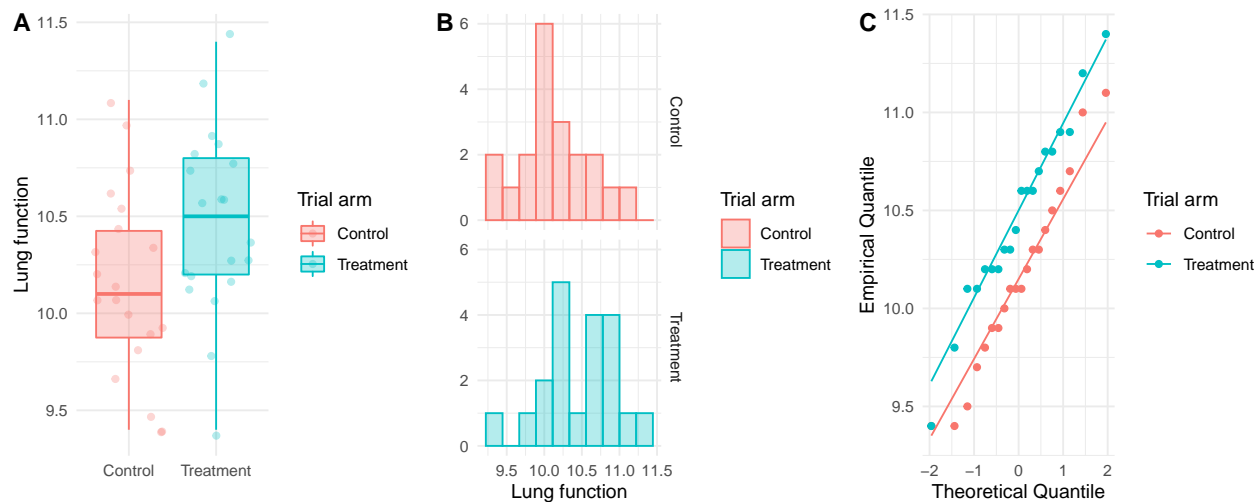 A
11.5
11.0
10.5
10.0
9.5
Lung function
Control
Treatment
Trial arm
Control
Treatment
B
6
4
2
0
Control
6
4
2
0
Treatment
9.5
10.0
10.5
11.0
11.5
Lung function
Trial arm
Control
Treatment
C
11.5
11.0
10.5
10.0
9.5
Empirical Quantile
−2
−1
0
1
2
Theoretical Quantile
Trial arm
Control
Treatment